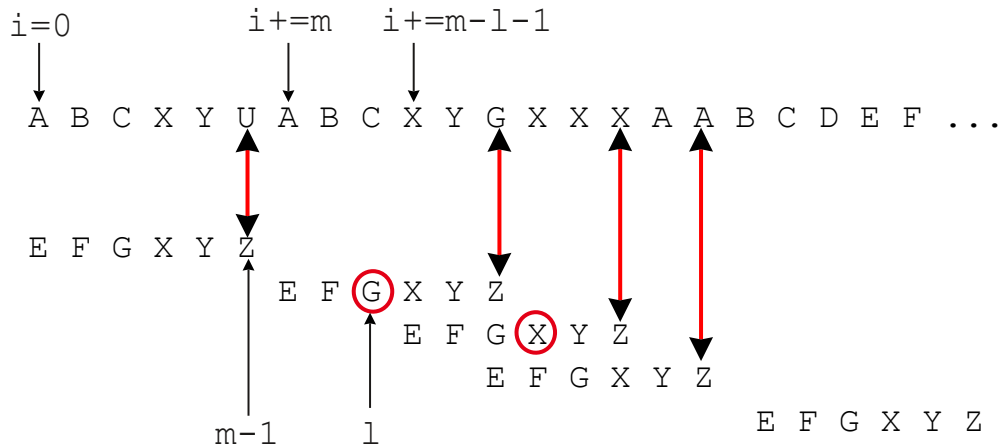 i=0 i+=m i+=m-l-1
A B C X Y U A B C X Y G X X X A A B C D E F ...
E F G X Y Z
E F G X Y Z
E F G X Y Z
E F G X Y Z
E F G X Y Z
m-1 l